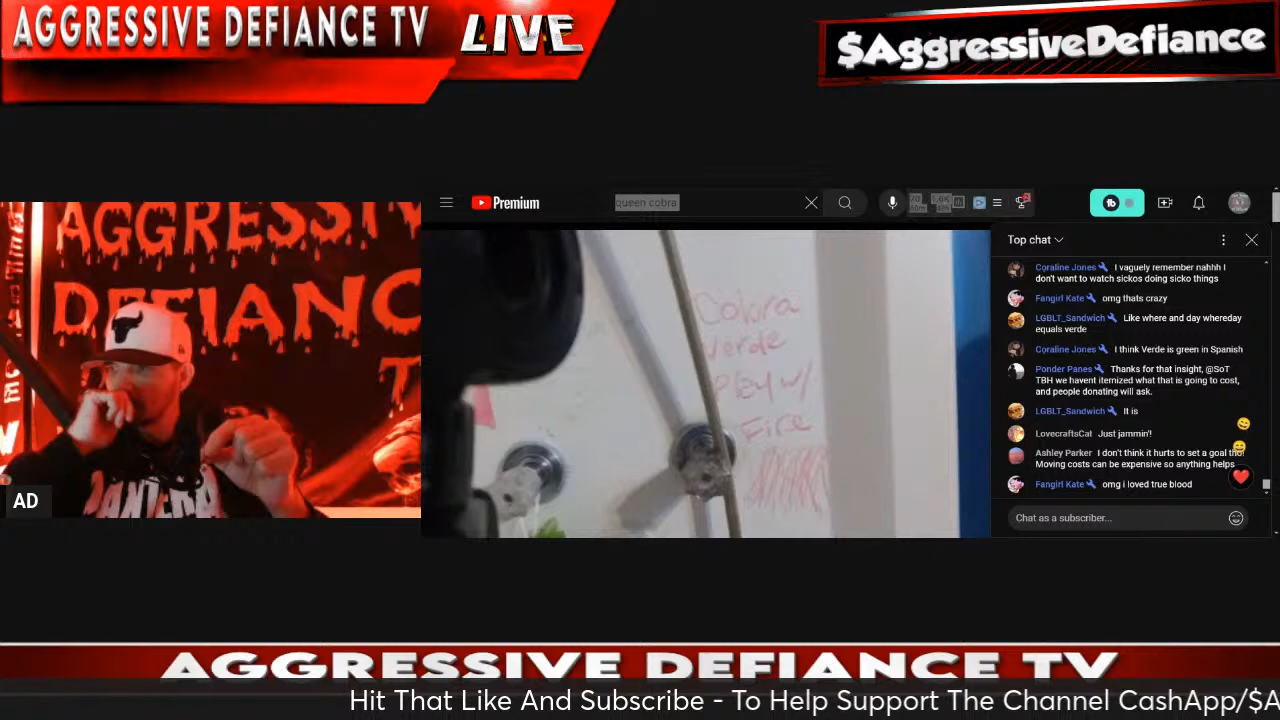 AGGRESSIVE DEFIANCE TV
LIVE
$AggressiveDefiance
AGGRESSIV
DEFIANC
T
AD
PANTERA
Premium
queen cobra
Cobra
Verde
Play w/
Fire
Top chat
Coraline Jones I vaguely remember nahhh I
don't want to watch sickos doing sicko
things
Fangirl Kate omg thats crazy
LGBLT_Sandwich Like where and day whereday
equals verde
Coraline Jones I think Verde is green in Spanish
Ponder Panes Thanks for that insight, @SoT
TBH we havent itemized what that is going to cost,
and people donating will ask.
LGBLT_Sandwich It is
LovecraftsCat Just jammin'!
Ashley Parker I don't think it hurts to set a goal tho!
Moving costs can be expensive so anything helps
Fangirl Kate omg i loved true blood
Chat as a subscriber...
AGGRESSIVE DEFIANCE TV
Hit That Like And Subscribe - To Help Support The Channel CashApp/$A